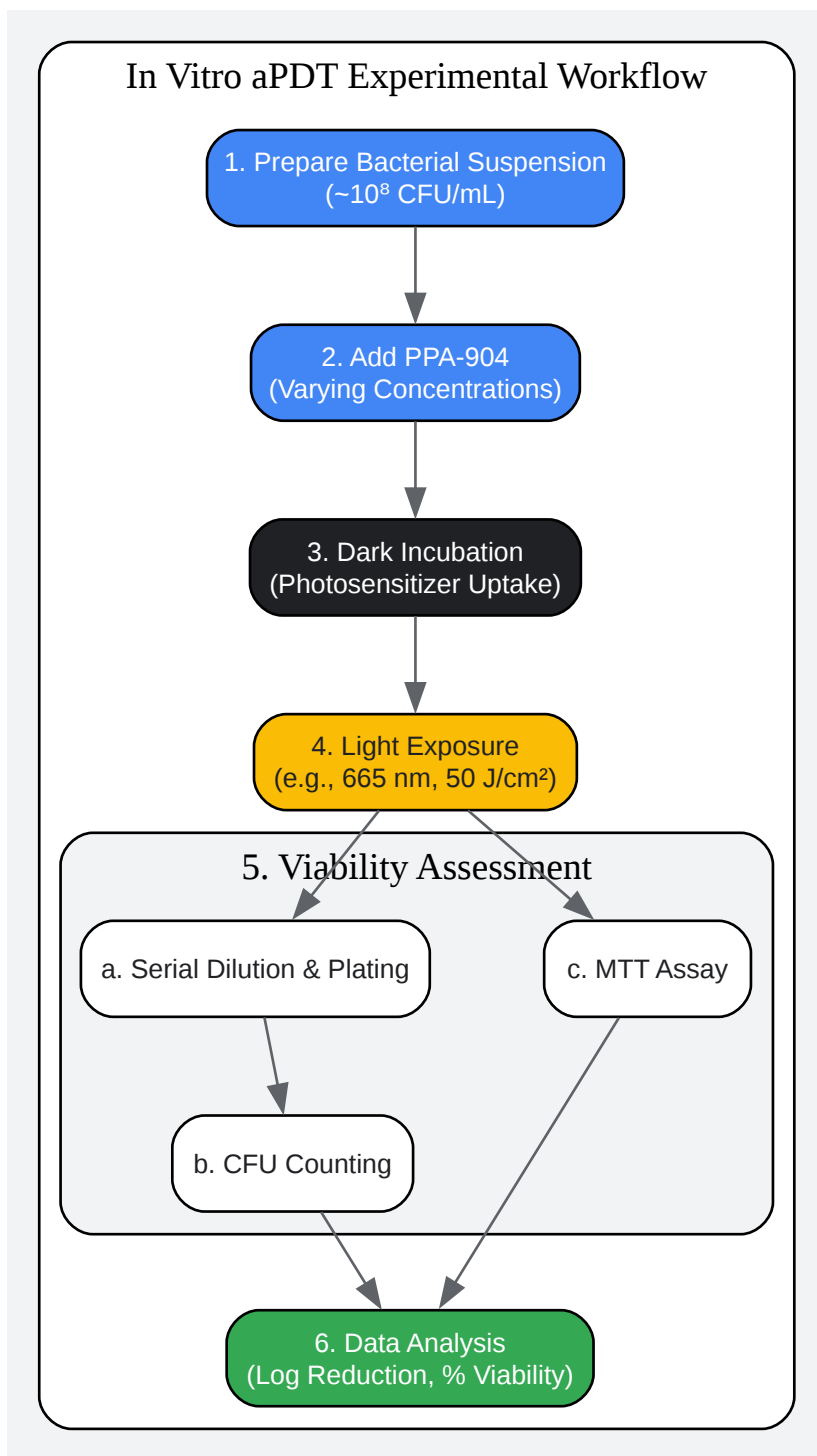 In Vitro aPDT Experimental Workflow
1. Prepare Bacterial Suspension
(~10⁸ CFU/mL)
2. Add PPA-904
(Varying Concentrations)
3. Dark Incubation
(Photosensitizer Uptake)
4. Light Exposure
(e.g., 665 nm, 50 J/cm²)
5. Viability Assessment
a. Serial Dilution & Plating
c. MTT Assay
b. CFU Counting
6. Data Analysis
(Log Reduction, % Viability)